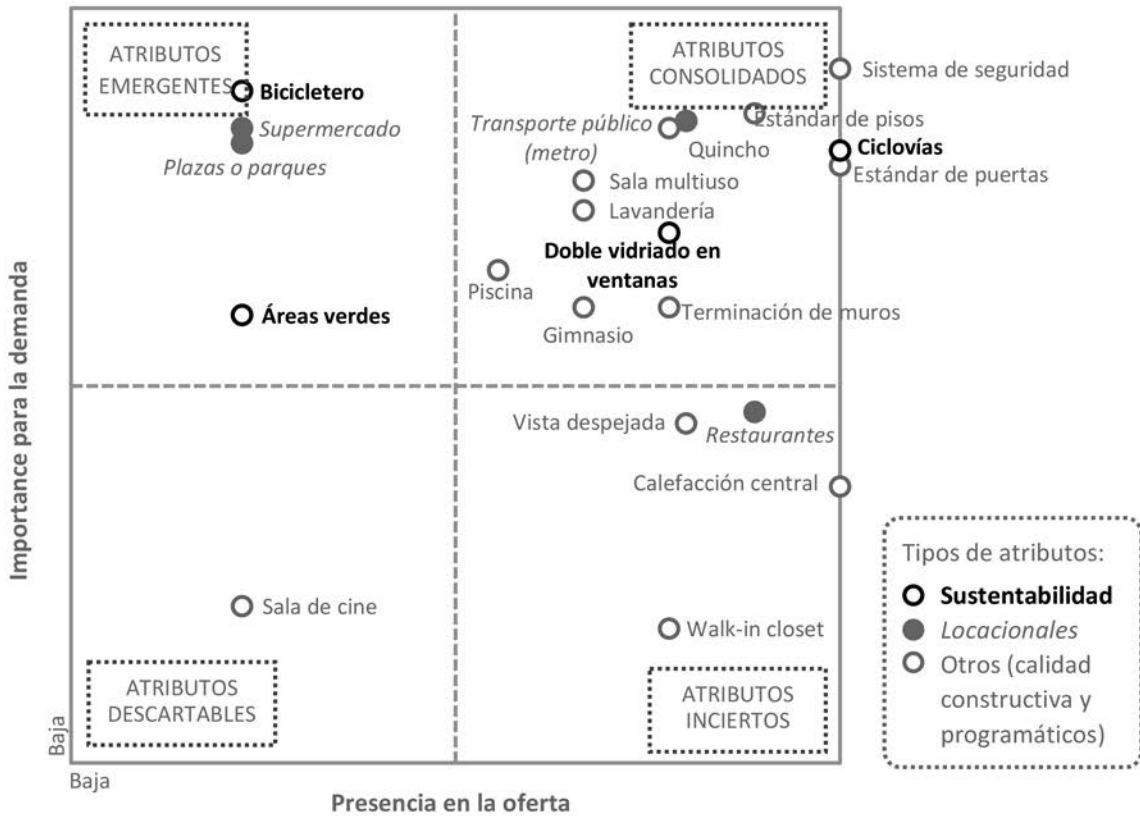 ATRIBUTOS
EMERGENTES
ATRIBUTOS
CONSOLIDADOS
Sistema de seguridad
Bicicletero
Supermercado
Plazas o parques
Transporte público
(metro)
Estándar de pisos
Quincho
Ciclovías
Estándar de puertas
Sala multiuso
Lavandería
Doble vidriado en
ventanas
Piscina
Áreas verdes
Gimnasio
Terminación de muros
Vista despejada
Restaurantes
Calefacción central
Sala de cine
Walk-in closet
ATRIBUTOS
DESCARTABLES
ATRIBUTOS
INCIERTOS
Importance para la demanda
Baja
Baja
Presencia en la oferta
Tipos de atributos:
Sustentabilidad
Locacionales
Otros (calidad
constructiva y
programáticos)